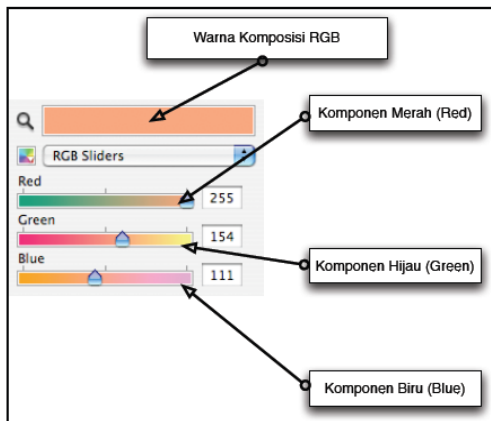 Warna Komposisi RGB
Komponen Merah (Red)
RGB Sliders
Red
255
Green
154
Komponen Hijau (Green)
Blue
111
Komponen Biru (Blue)